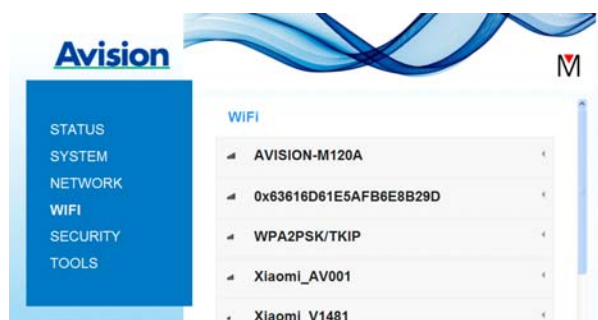 Avision
M
STATUS
SYSTEM
NETWORK
WIFI
SECURITY
TOOLS
WiFi
AVISION-M120A
0x63616D61E5AFB6E8B29D
WPA2PSK/TKIP
Xiaomi_AV001
Xiaomi_V1481